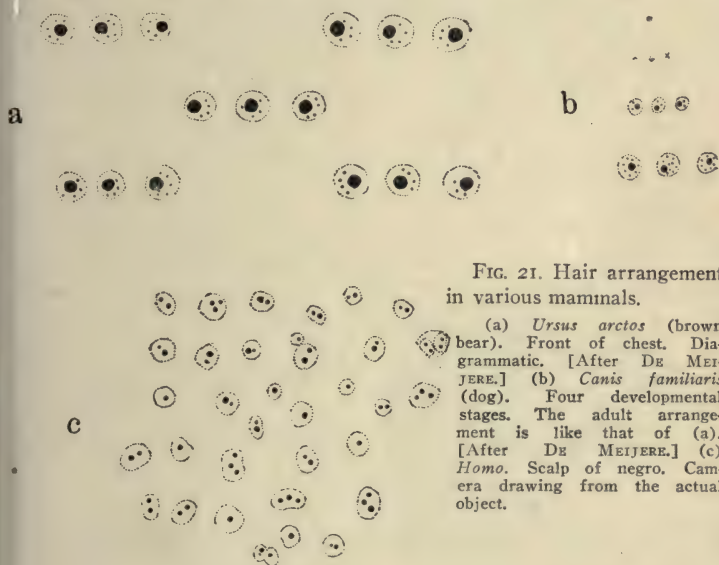 a
b
c
FIG. 21. Hair arrangement
in various mammals.
(a) Ursus arctos (brown
bear). Front of chest. Dia-
grammatic. [After DE MEI-
JERE.] (b) Canis familiaris
(dog). Four developmental
stages. The adult arrange-
ment is like that of (a).
[After DE MEIJERE.] (c)
Homo. Scalp of negro. Cam-
era drawing from the actual
object.